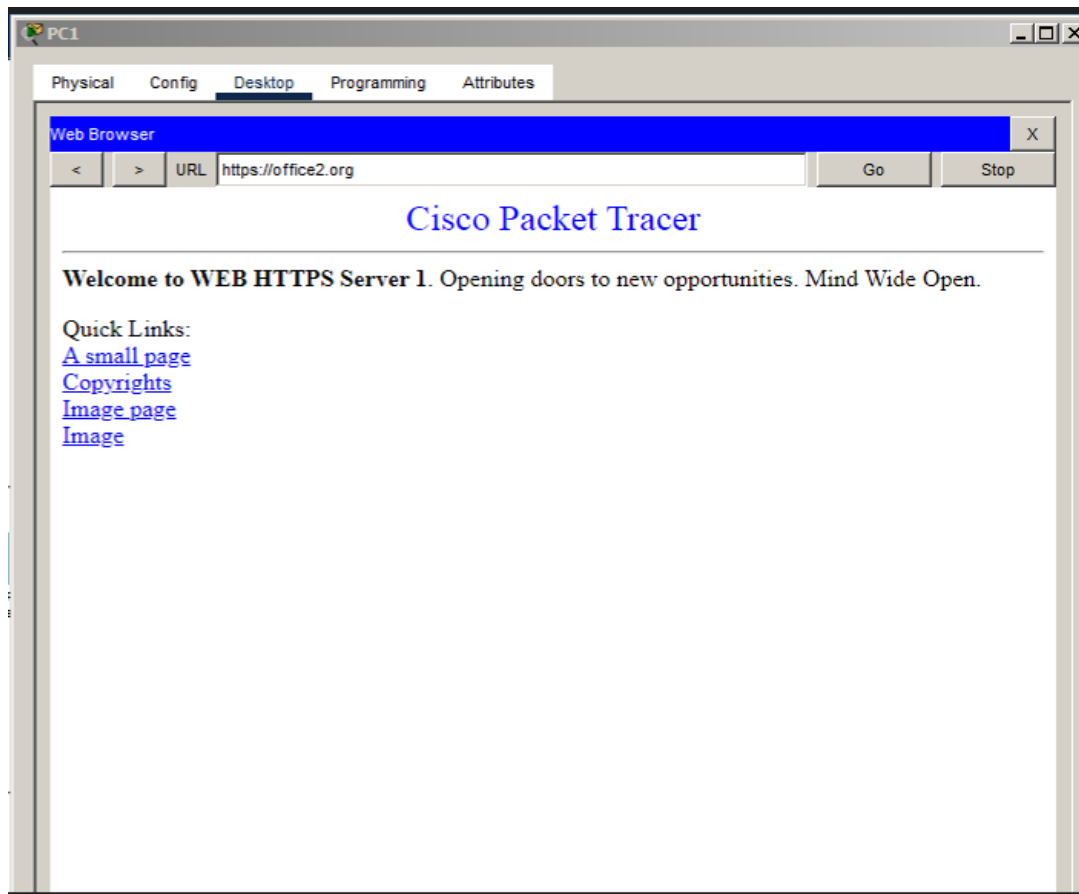 PC1
Physical Config Desktop Programming Attributes
Web Browser X
< > URL https://office2.org Go Stop
Cisco Packet Tracer
Welcome to WEB HTTPS Server 1. Opening doors to new opportunities. Mind Wide Open.
Quick Links:
A small page
Copyrights
Image page
Image